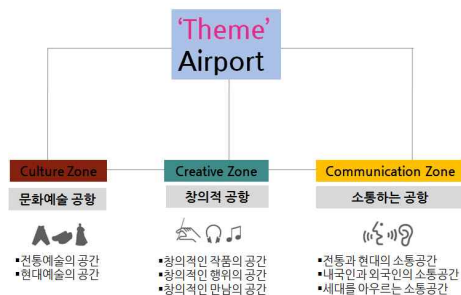 ‘Theme’
Airport
Culture Zone
Creative Zone
Communication Zone
문화예술 공항
창의적 공항
소통하는 공항
▪전통예술의 공간
▪현대예술의 공간
▪창의적인 작품의 공간
▪창의적인 행위의 공간
▪창의적인 만남의 공간
▪전통과 현대의 소통공간
▪내국인과 외국인의 소통공간
▪세대를 아우르는 소통공간